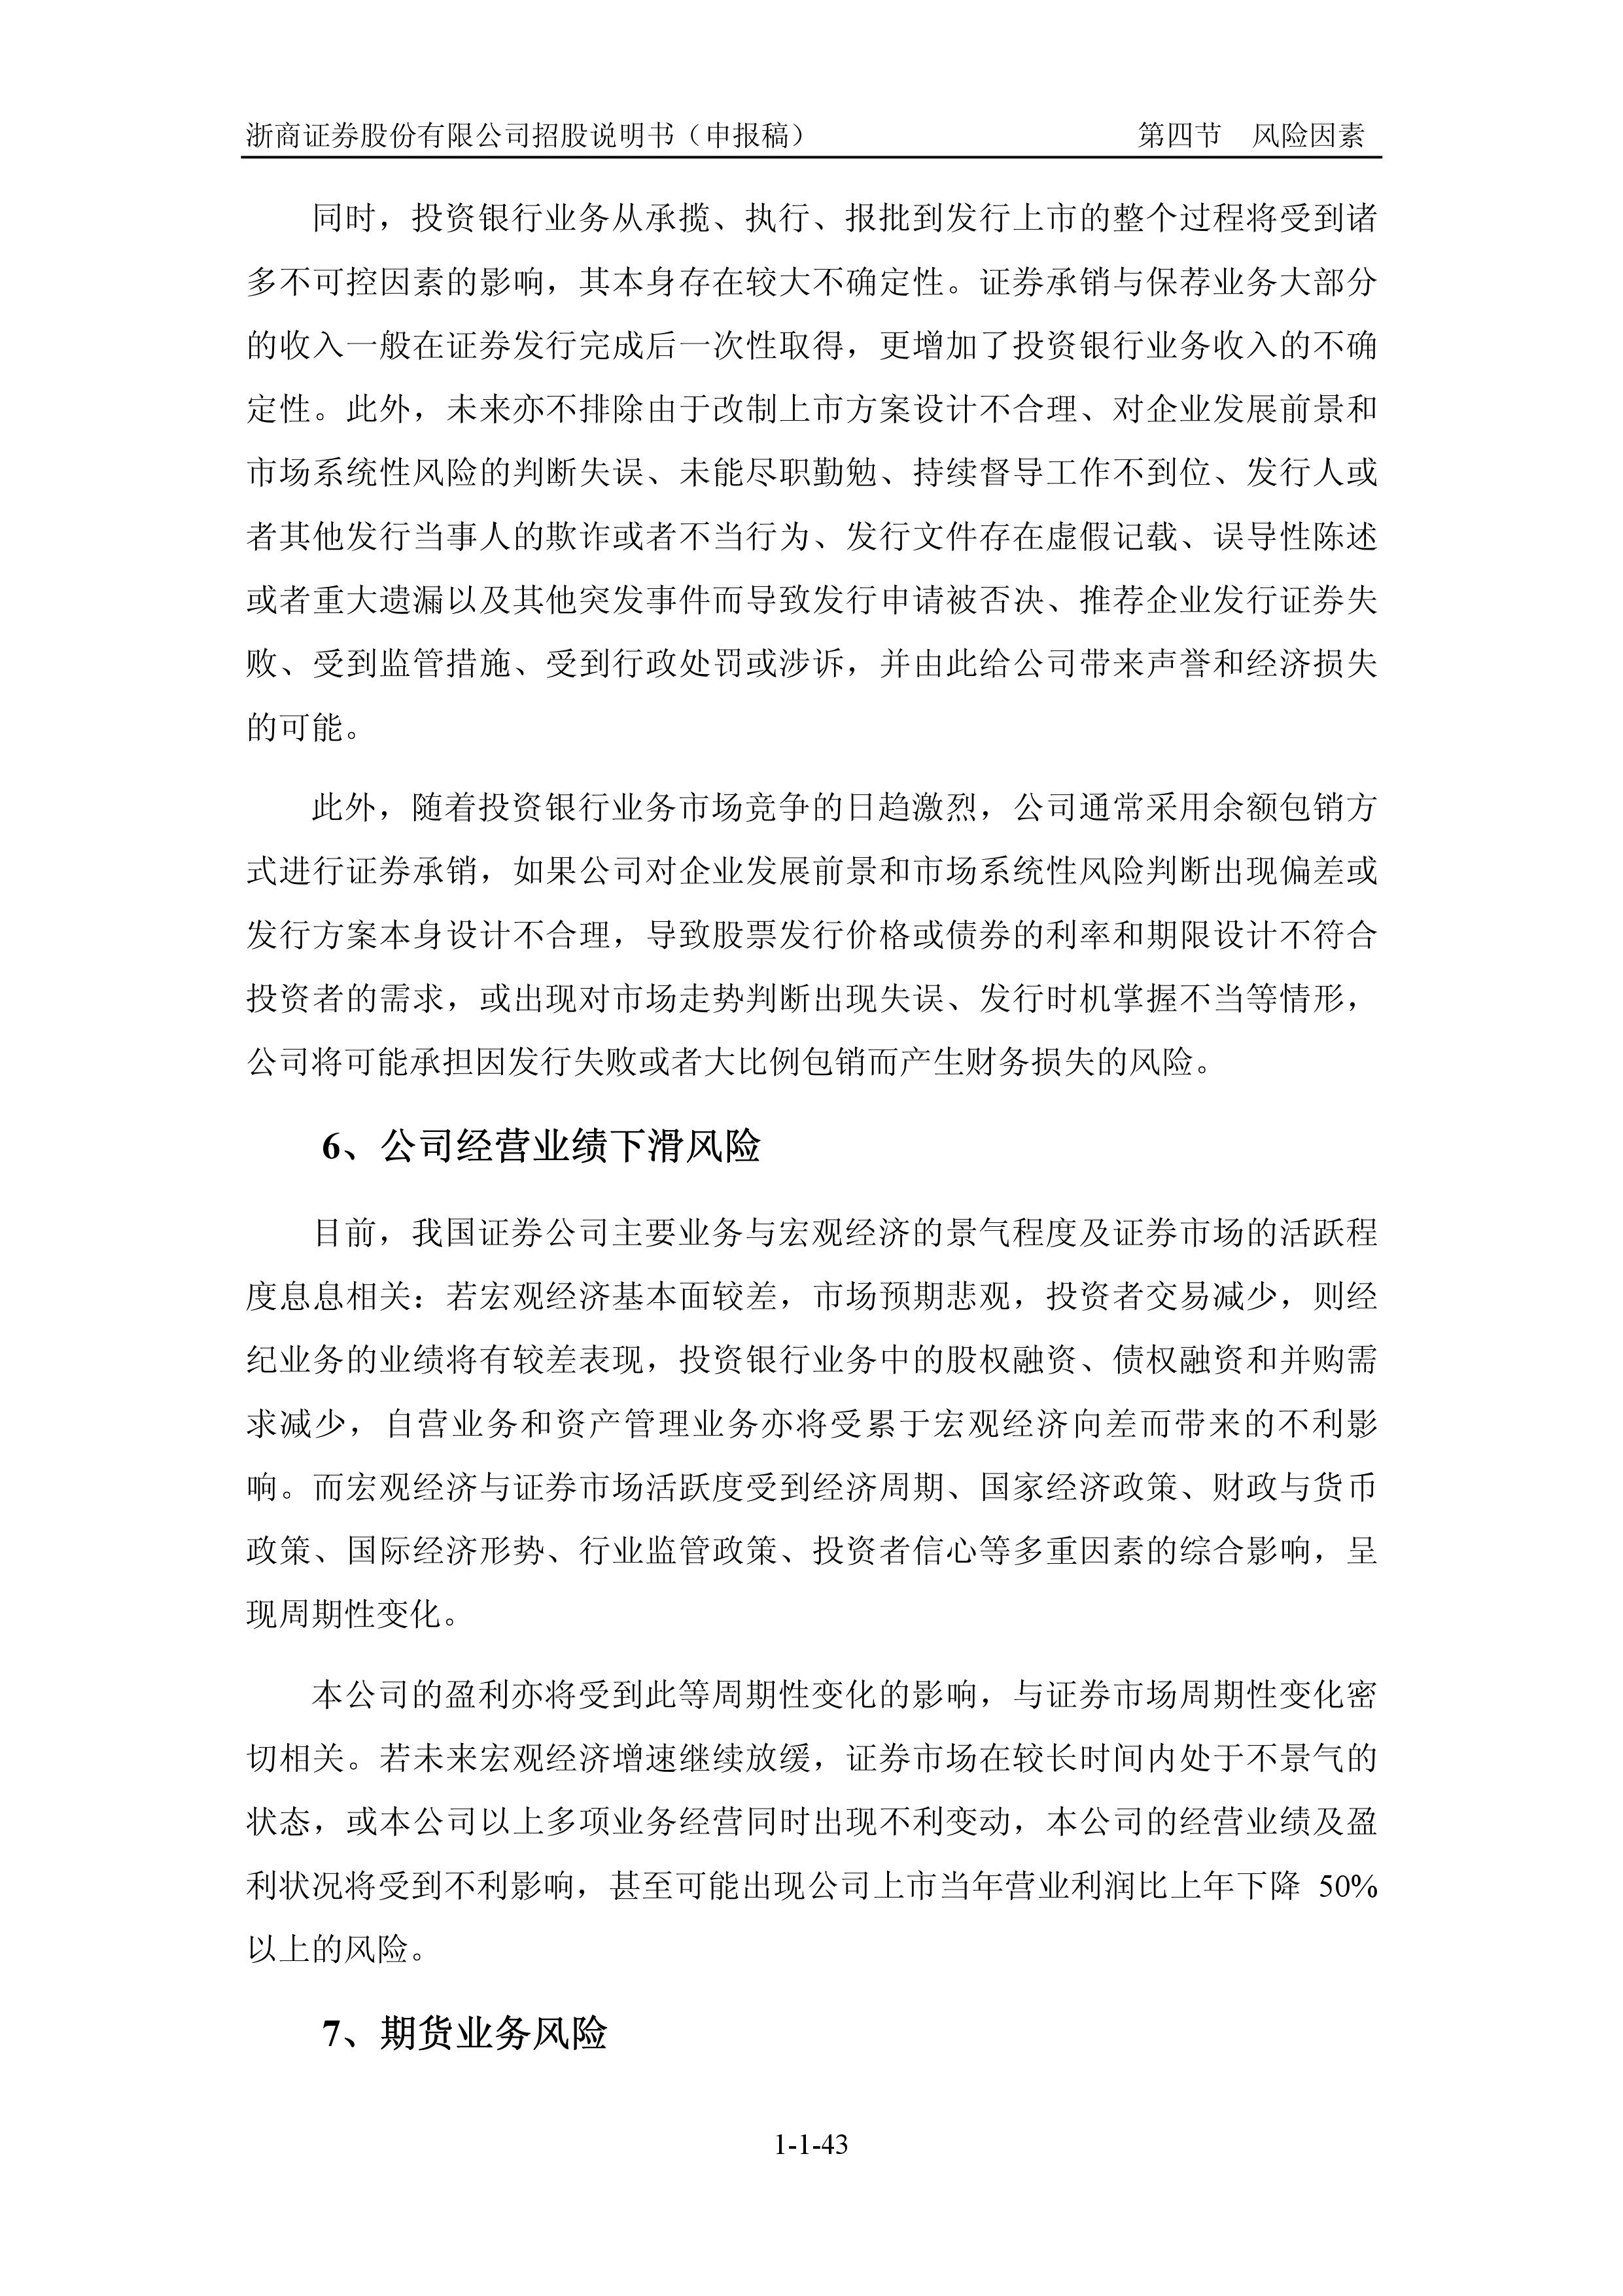 浙商证券股份有限公司招股说明书（申报稿） 第四节 风险因素
同时，投资银行业务从承揽、执行、报批到发行上市的整个过程将受到诸
多不可控因素的影响，其本身存在较大不确定性。证券承销与保荐业务大部分
的收入一般在证券发行完成后一次性取得，更增加了投资银行业务收入的不确
定性。此外，未来亦不排除由于改制上市方案设计不合理、对企业发展前景和
市场系统性风险的判断失误、未能尽职勤勉、持续督导工作不到位、发行人或
者其他发行当事人的欺诈或者不当行为、发行文件存在虚假记载、误导性陈述
或者重大遗漏以及其他突发事件而导致发行申请被否决、推荐企业发行证券失
败、受到监管措施、受到行政处罚或涉诉，并由此给公司带来声誉和经济损失
的可能。
此外，随着投资银行业务市场竞争的日趋激烈，公司通常采用余额包销方
式进行证券承销，如果公司对企业发展前景和市场系统性风险判断出现偏差或
发行方案本身设计不合理，导致股票发行价格或债券的利率和期限设计不符合
投资者的需求，或出现对市场走势判断出现失误、发行时机掌握不当等情形，
公司将可能承担因发行失败或者大比例包销而产生财务损失的风险。
6、公司经营业绩下滑风险
目前，我国证券公司主要业务与宏观经济的景气程度及证券市场的活跃程
度息息相关：若宏观经济基本面较差，市场预期悲观，投资者交易减少，则经
纪业务的业绩将有较差表现，投资银行业务中的股权融资、债权融资和并购需
求减少，自营业务和资产管理业务亦将受累于宏观经济向差而带来的不利影
响。而宏观经济与证券市场活跃度受到经济周期、国家经济政策、财政与货币
政策、国际经济形势、行业监管政策、投资者信心等多重因素的综合影响，呈
现周期性变化。
本公司的盈利亦将受到此等周期性变化的影响，与证券市场周期性变化密
切相关。若未来宏观经济增速继续放缓，证券市场在较长时间内处于不景气的
状态，或本公司以上多项业务经营同时出现不利变动，本公司的经营业绩及盈
利状况将受到不利影响，甚至可能出现公司上市当年营业利润比上年下降 50%
以上的风险。
7、期货业务风险
1-1-43